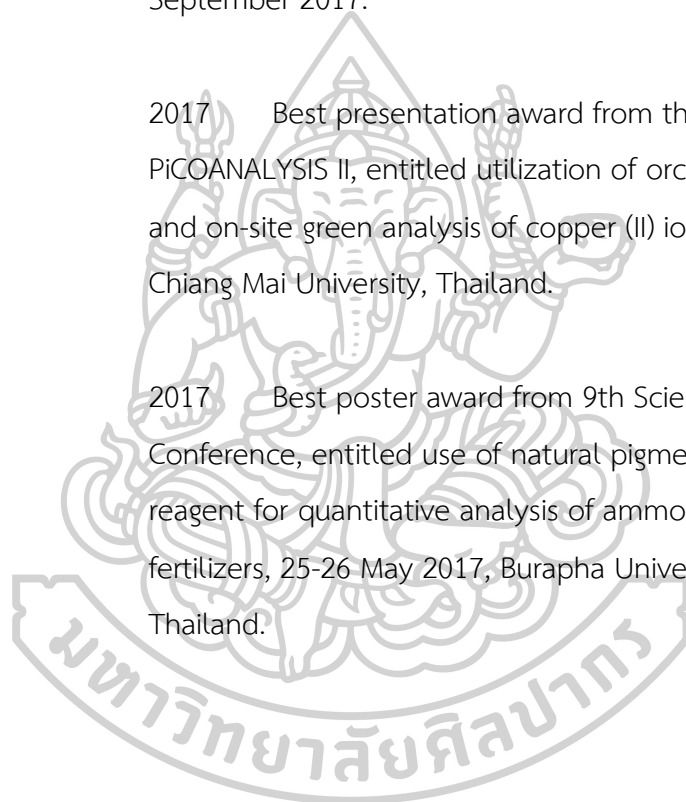 September 2017.
2017 Best presentation award from th
PiCOANALYSIS II, entitled utilization of orc
and on-site green analysis of copper (II) io
Chiang Mai University, Thailand.
2017 Best poster award from 9th Scie
Conference, entitled use of natural pigme
reagent for quantitative analysis of ammo
fertilizers, 25-26 May 2017, Burapha Unive
Thailand.
มหาวิทยาลัยศิลปากร